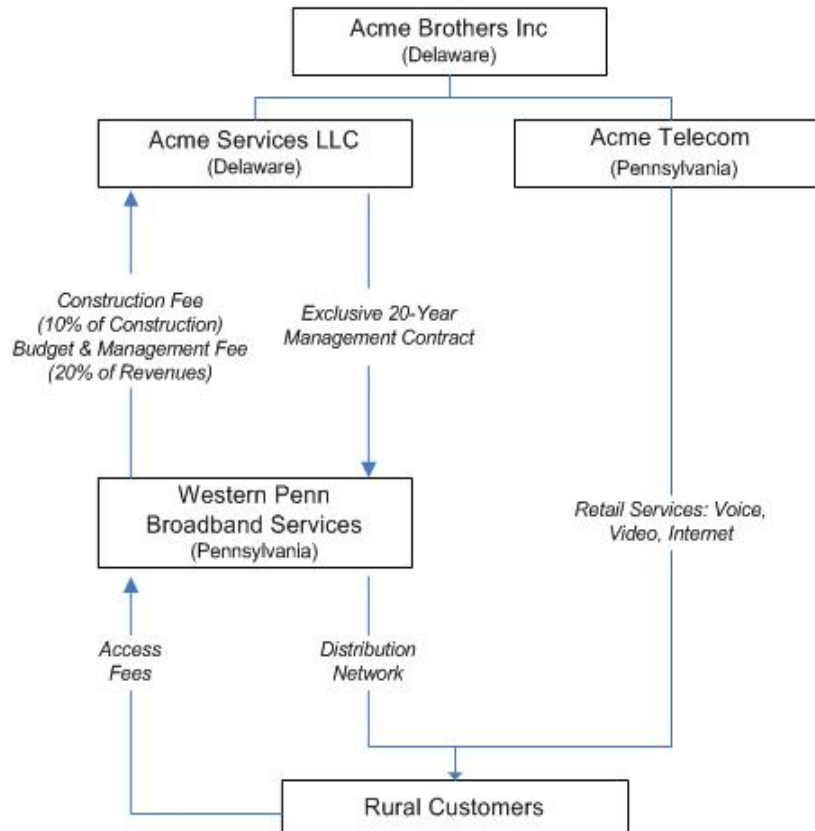 Acme Brothers Inc
(Delaware)
Acme Services LLC
(Delaware)
Acme Telecom
(Pennsylvania)
Construction Fee
(10% of Construction)
Budget & Management Fee
(20% of Revenues)
Exclusive 20-Year
Management Contract
Western Penn
Broadband Services
(Pennsylvania)
Retail Services: Voice,
Video, Internet
Access
Fees
Distribution
Network
Rural Customers